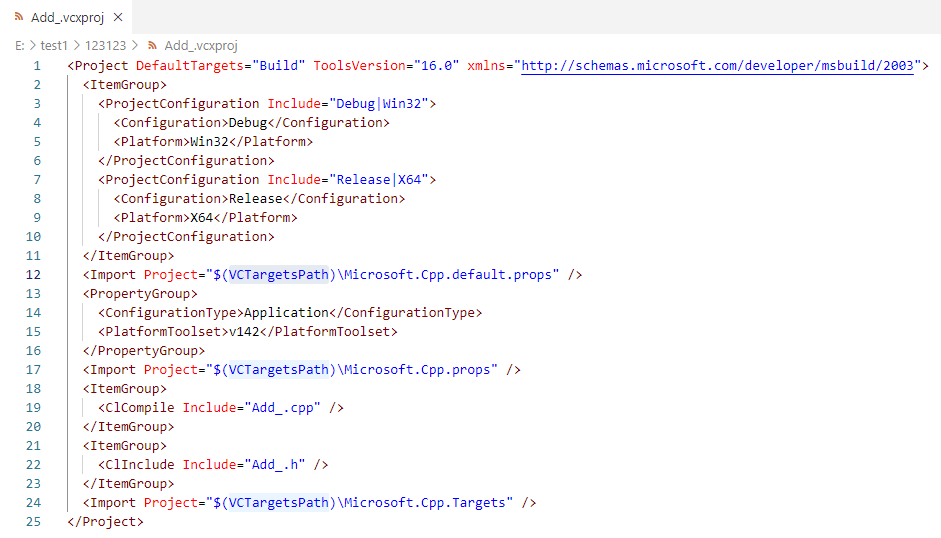 Add_.vcxproj ×
E: > test1 > 123123 > Add_.vcxproj
1 <Project DefaultTargets="Build" ToolsVersion="16.0" xmlns="http://schemas.microsoft.com/developer/msbuild/2003">
2 <ItemGroup>
3 <ProjectConfiguration Include="Debug|Win32">
4 <Configuration>Debug</Configuration>
5 <Platform>Win32</Platform>
6 </ProjectConfiguration>
7 <ProjectConfiguration Include="Release|X64">
8 <Configuration>Release</Configuration>
9 <Platform>X64</Platform>
10 </ProjectConfiguration>
11 </ItemGroup>
12 <Import Project="$(VCTargetsPath)\Microsoft.Cpp.default.props" />
13 <PropertyGroup>
14 <ConfigurationType>Application</ConfigurationType>
15 <PlatformToolset>v142</PlatformToolset>
16 </PropertyGroup>
17 <Import Project="$(VCTargetsPath)\Microsoft.Cpp.props" />
18 <ItemGroup>
19 <ClCompile Include="Add_.cpp" />
20 </ItemGroup>
21 <ItemGroup>
22 <ClInclude Include="Add_.h" />
23 </ItemGroup>
24 <Import Project="$(VCTargetsPath)\Microsoft.Cpp.Targets" />
25 </Project>